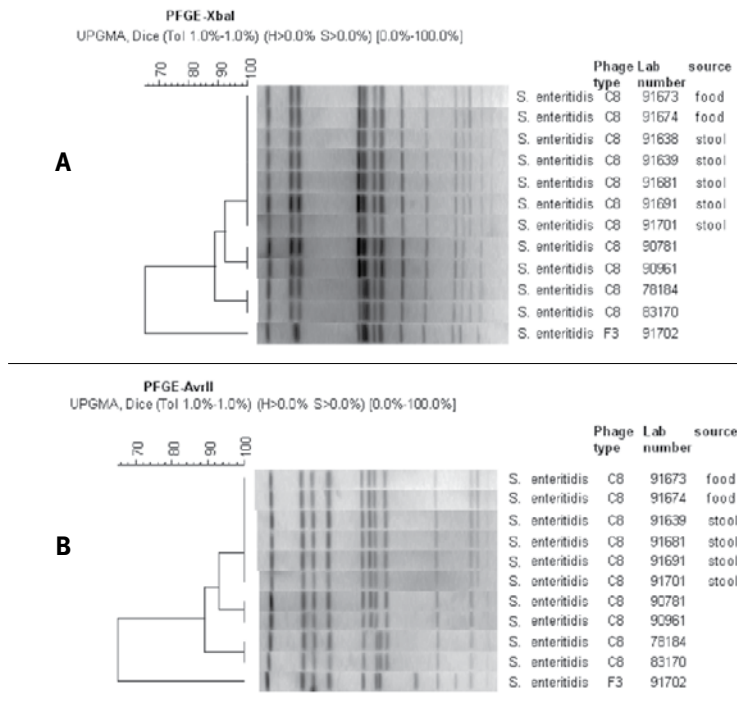 PFGE-XbaI
UPGMA, Dice (Tol 1.0%-1.0%) (H>0.0% S>0.0%) [0.0%-100.0%]
70 80 90 100
Phage type Lab number source
A
S. enteritidis C8 91673 food
S. enteritidis C8 91674 food
S. enteritidis C8 91638 stool
S. enteritidis C8 91639 stool
S. enteritidis C8 91681 stool
S. enteritidis C8 91691 stool
S. enteritidis C8 91701 stool
S. enteritidis C8 90781
S. enteritidis C8 90961
S. enteritidis C8 78184
S. enteritidis C8 83170
S. enteritidis F3 91702
PFGE-AvrII
UPGMA, Dice (Tol 1.0%-1.0%) (H>0.0% S>0.0%) [0.0%-100.0%]
70 80 90 100
Phage type Lab number source
B
S. enteritidis C8 91673 food
S. enteritidis C8 91674 food
S. enteritidis C8 91639 stool
S. enteritidis C8 91681 stool
S. enteritidis C8 91691 stool
S. enteritidis C8 91701 stool
S. enteritidis C8 90781
S. enteritidis C8 90961
S. enteritidis C8 78184
S. enteritidis C8 83170
S. enteritidis F3 91702